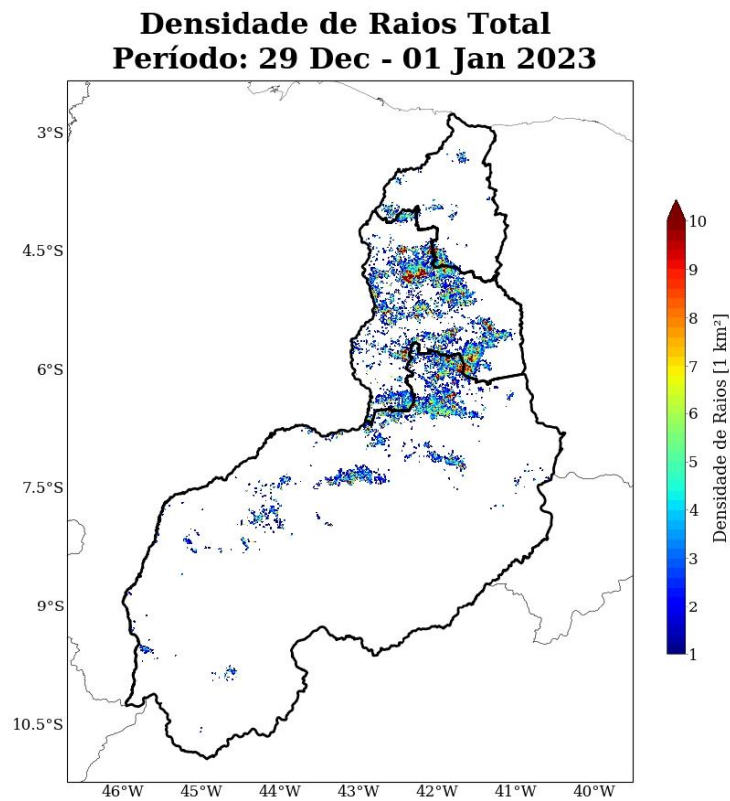 Densidade de Raios Total
Período: 29 Dec - 01 Jan 2023
3°S
4.5°S
6°S
7.5°S
9°S
10.5°S
46°W 45°W 44°W 43°W 42°W 41°W 40°W
10
9
8
7
6
5
4
3
2
1
Densidade de Raios [1 km²]